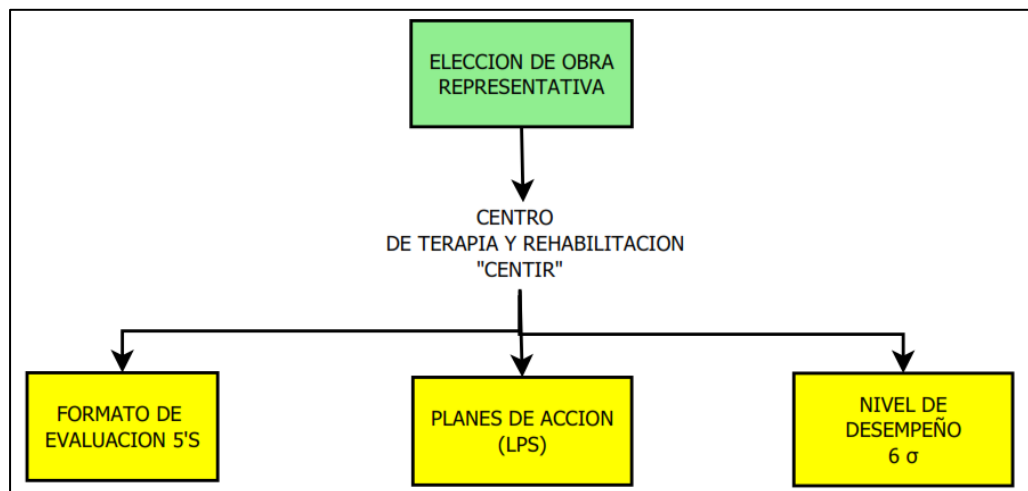 ELECCION DE OBRA
REPRESENTATIVA
CENTRO
DE TERAPIA Y REHABILITACION
"CENTIR"
FORMATO DE
EVALUACION 5'S
PLANES DE ACCION
(LPS)
NIVEL DE
DESEMPEÑO
6 σ